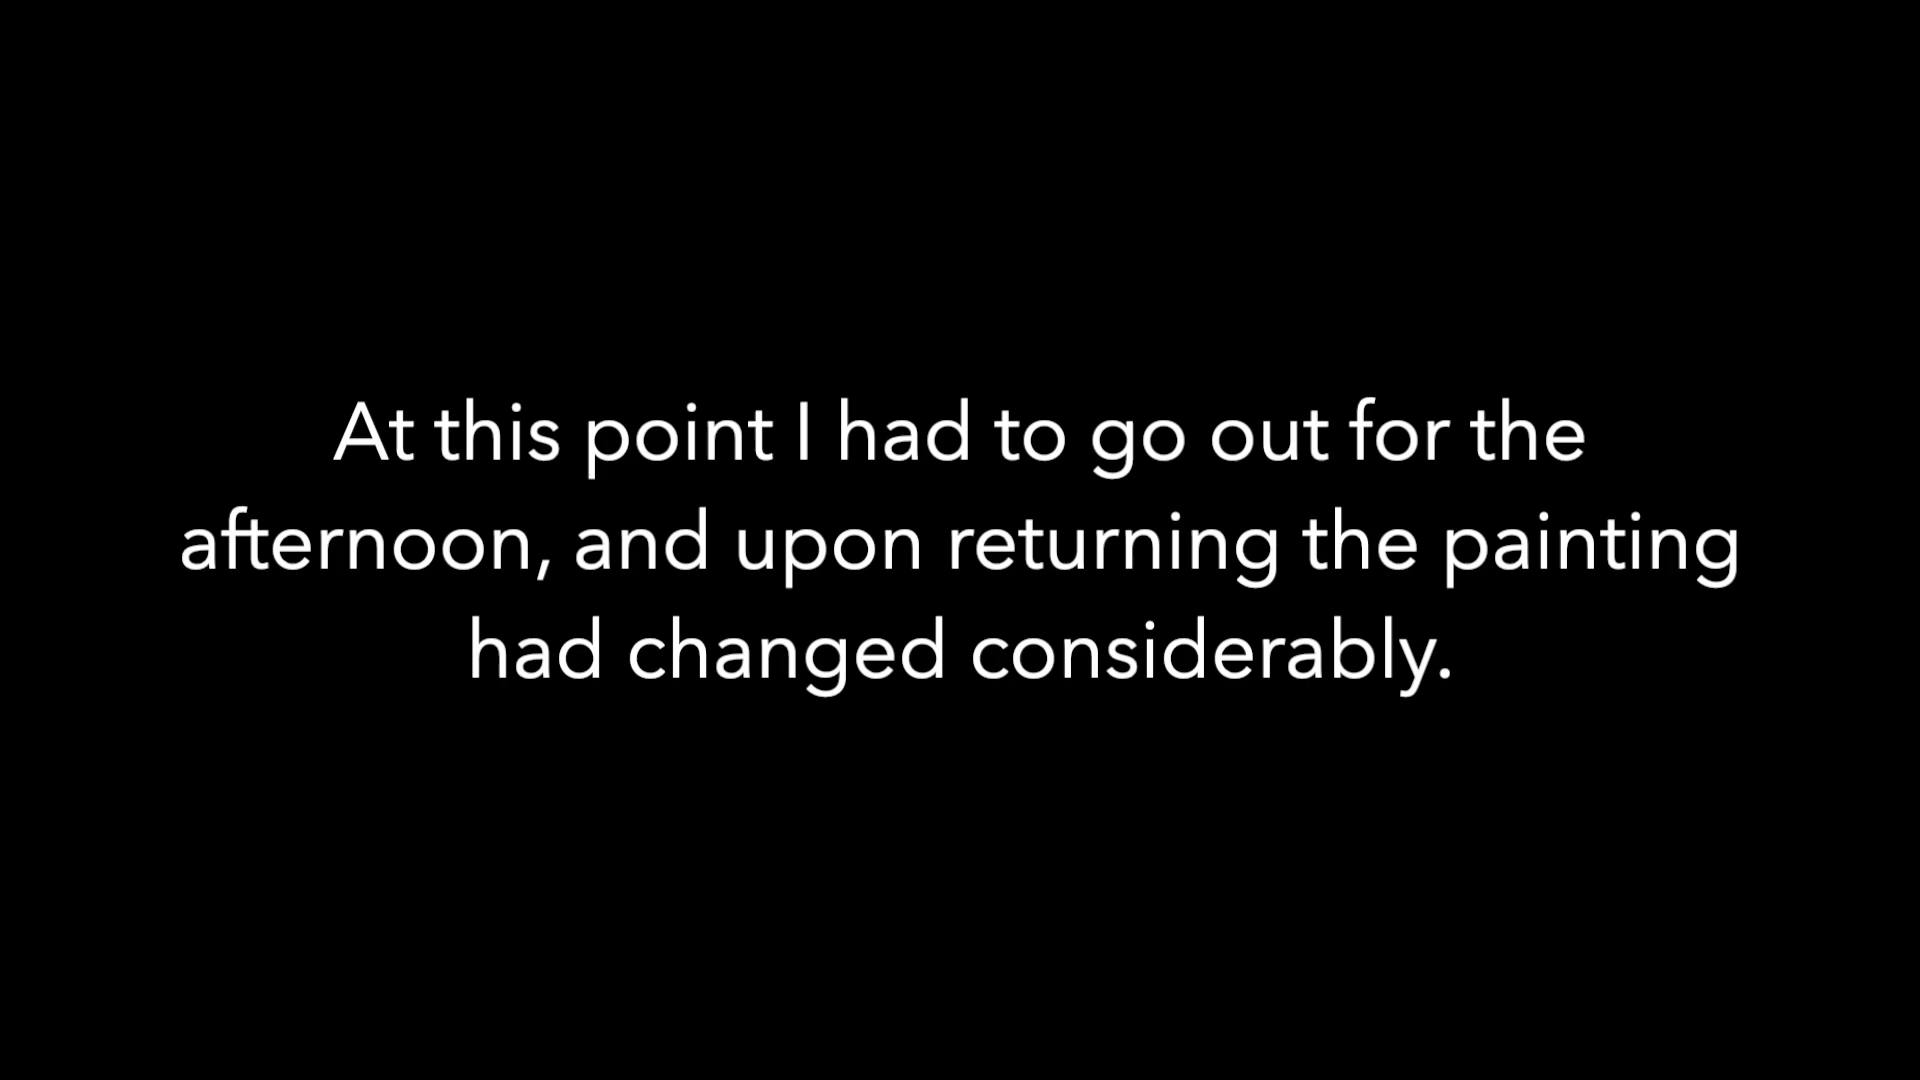 At this point I had to go out for the
afternoon, and upon returning the painting
had changed considerably.